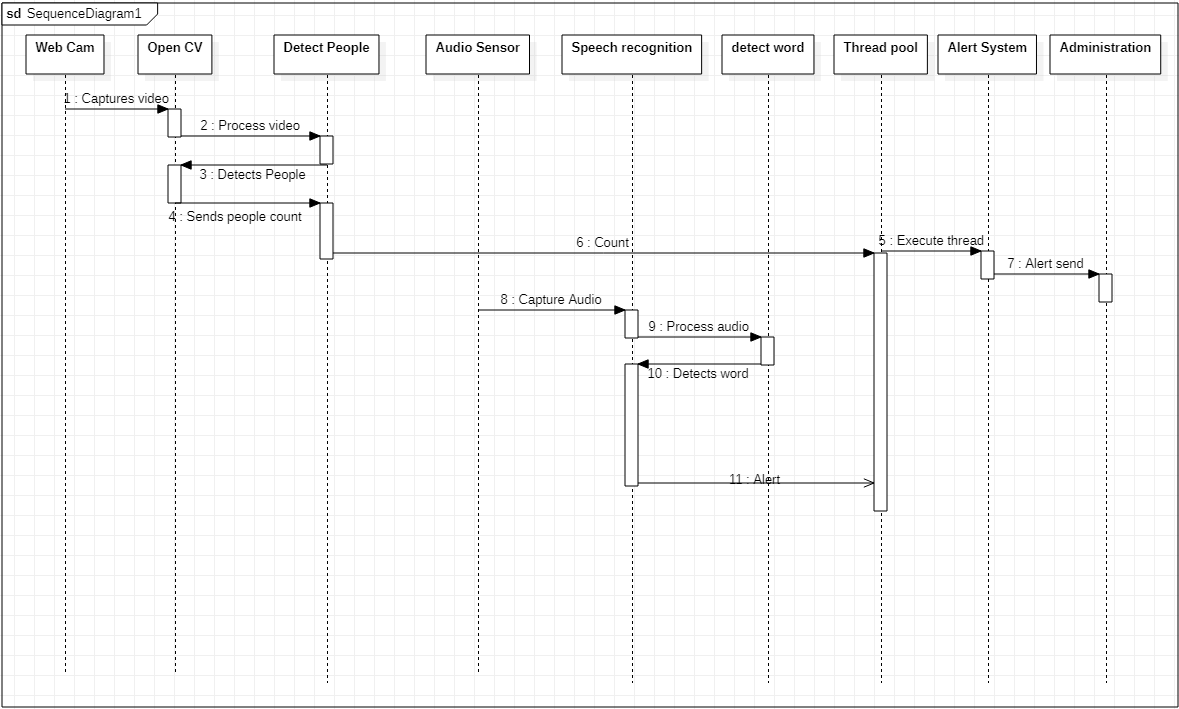 sd SequenceDiagram1
Web Cam
Open CV
Detect People
Audio Sensor
Speech recognition
detect word
Thread pool
Alert System
Administration
1 : Captures video
2 : Process video
3 : Detects People
4 : Sends people count
6 : Count
5 : Execute thread
7 : Alert send
8 : Capture Audio
9 : Process audio
10 : Detects word
11 : Alert